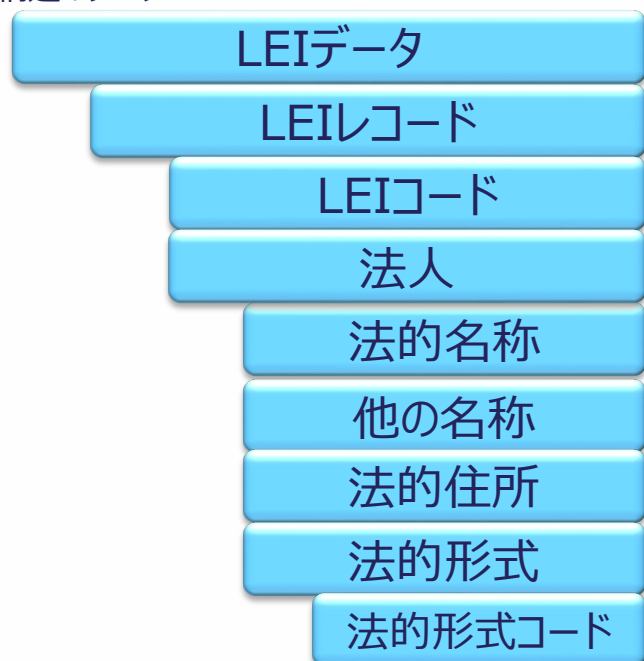 LEIデータ
LEIレコード
LEIコード
法人
法的名称
他の名称
法的住所
法的形式
法的形式コード